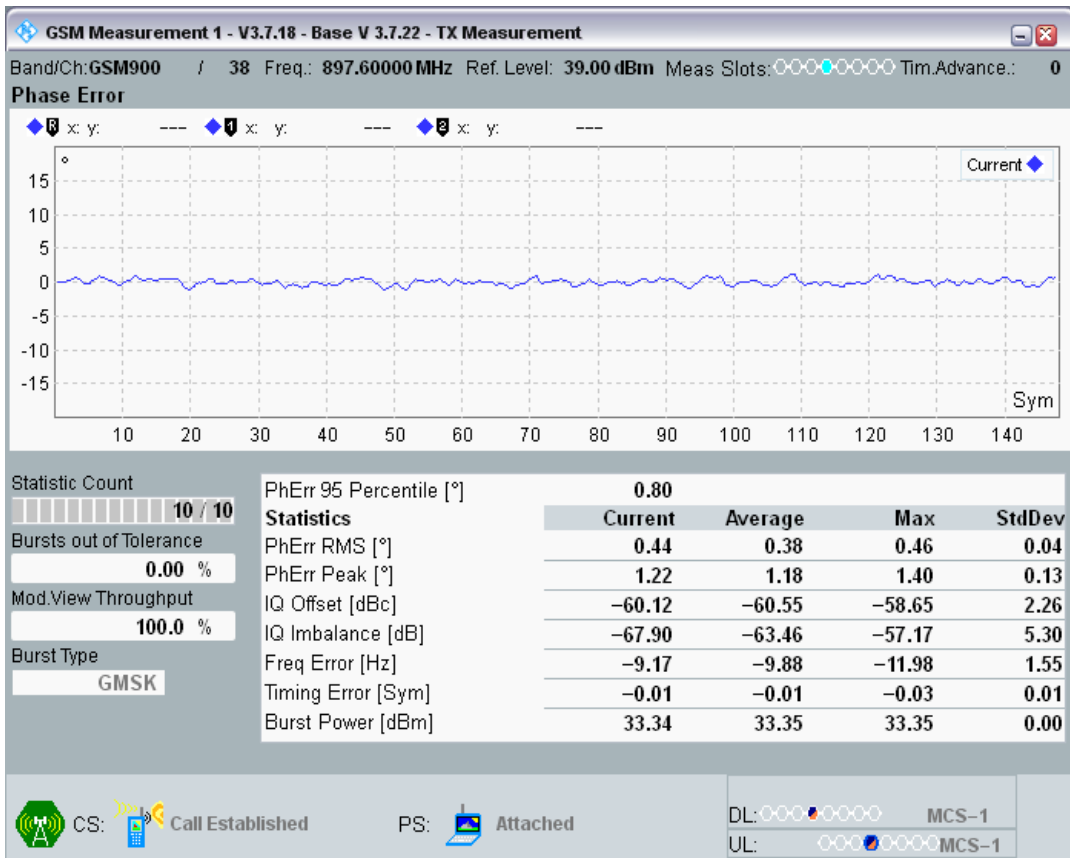 GSM Measurement 1 - V3.7.18 - Base V 3.7.22 - TX Measurement
Band/Ch:GSM900 / 38 Freq.: 897.60000 MHz Ref. Level: 39.00 dBm Meas Slots: Tim.Advance.: 0
Phase Error
R x: y: --- 1 x: y: --- 2 x: y: ---
° Current
15
10
5
0
-5
-10
-15
Sym
10 20 30 40 50 60 70 80 90 100 110 120 130 140
Statistic Count
10 / 10
Bursts out of Tolerance
0.00 %
Mod.View Throughput
100.0 %
Burst Type
GMSK
PhErr 95 Percentile [°] 0.80
Statistics Current Average Max StdDev
PhErr RMS [°] 0.44 0.38 0.46 0.04
PhErr Peak [°] 1.22 1.18 1.40 0.13
IQ Offset [dBc] −60.12 −60.55 −58.65 2.26
IQ Imbalance [dB] −67.90 −63.46 −57.17 5.30
Freq Error [Hz] −9.17 −9.88 −11.98 1.55
Timing Error [Sym] −0.01 −0.01 −0.03 0.01
Burst Power [dBm] 33.34 33.35 33.35 0.00
CS: Call Established PS: Attached
DL: MCS−1
UL: MCS−1